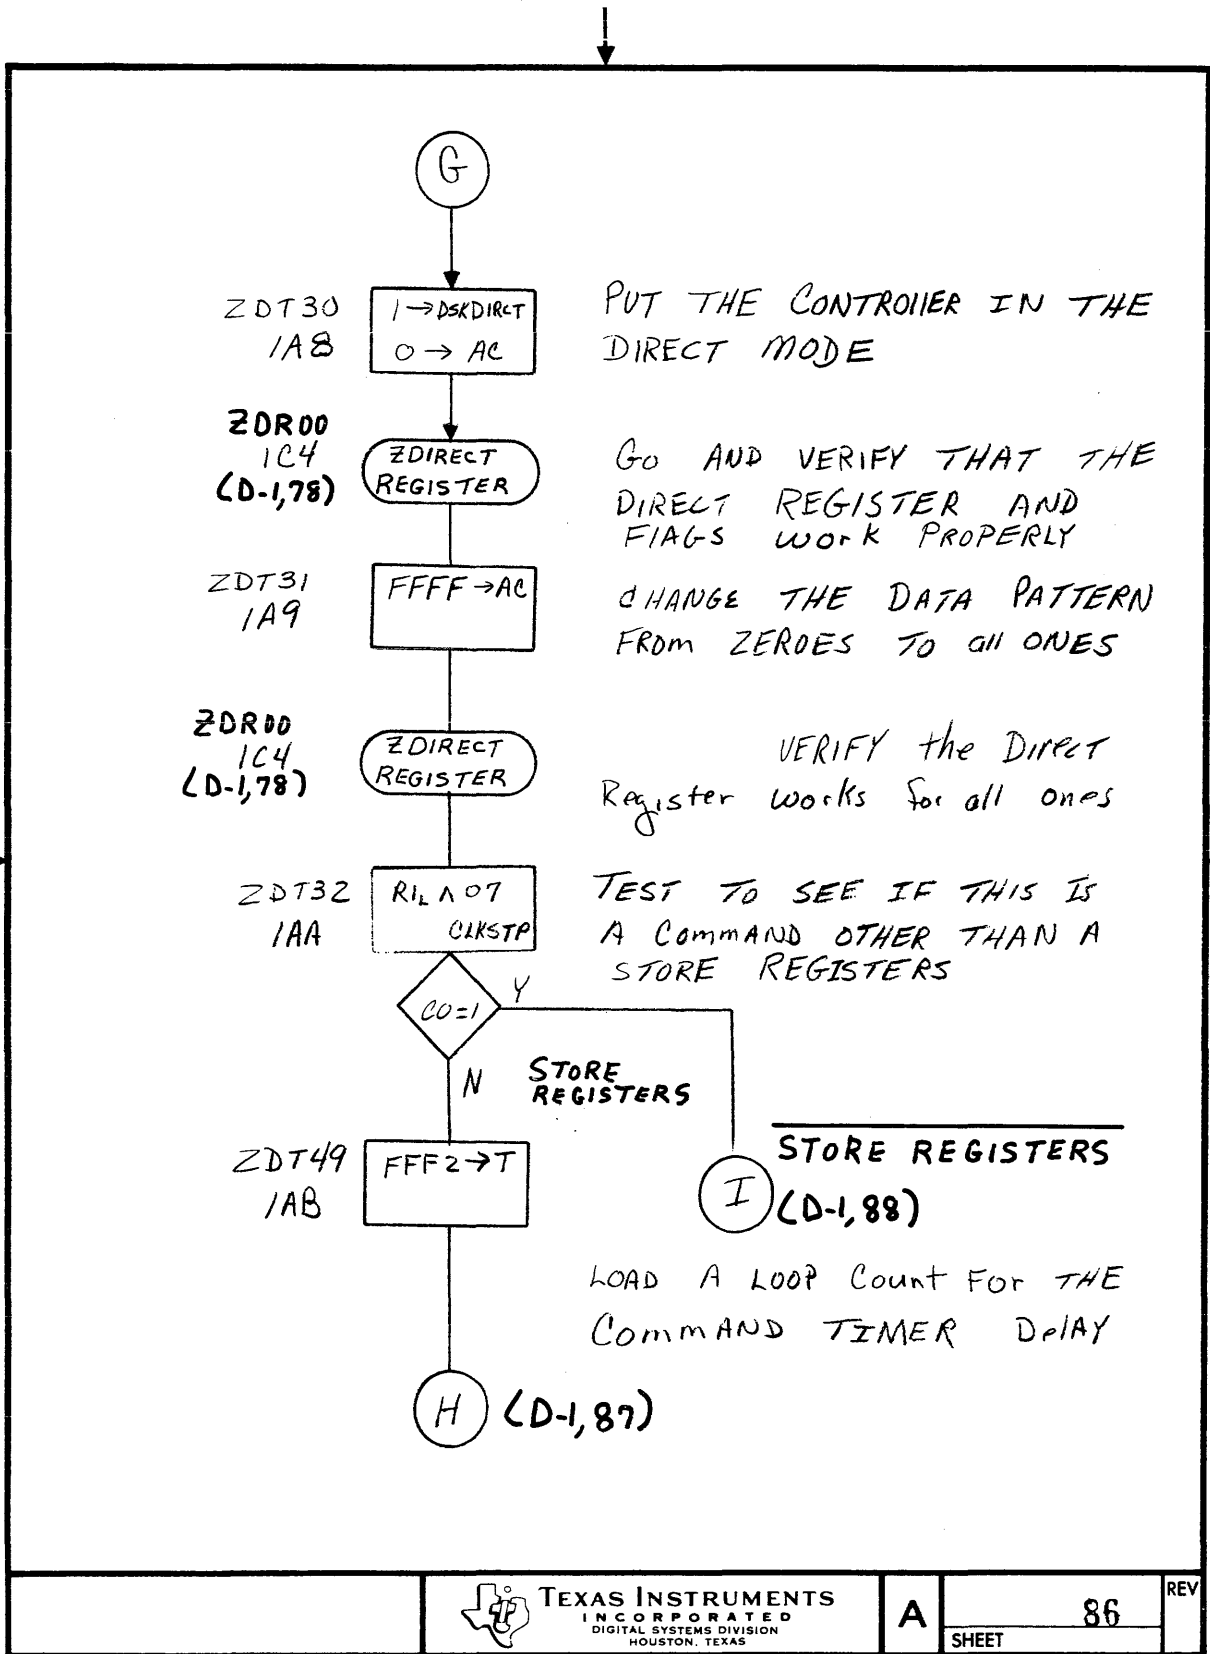 G
ZDT30
1A8
1→DSKDIRCT
0 → AC
PUT THE CONTROllER IN THE
DIRECT MODE
ZDR00
1C4
(D-1,78)
ZDIRECT
REGISTER
GO AND VERIFY THAT THE
DIRECT REGISTER AND
FlAGS work PROPERLY
ZDT31
1A9
FFFF→AC
CHANGE THE DATA PATTERN
FROM ZEROES TO all ONES
ZDR00
1C4
(D-1,78)
ZDIRECT
REGISTER
VERIFY the Direct
Register works for all ones
ZDT32
1AA
R1L ∧ 07
CLKSTP
TEST TO SEE IF THIS IS
A CommAND OTHER THAN A
STORE REGISTERS
C0=1
Y
N
STORE
REGISTERS
ZDT49
1AB
FFF2→T
STORE REGISTERS
I
(D-1,88)
LOAD A LOOP Count For THE
CommAND TIMER DelAY
H
(D-1,87)
TEXAS INSTRUMENTS
INCORPORATED
DIGITAL SYSTEMS DIVISION
HOUSTON, TEXAS
A
86
SHEET
REV